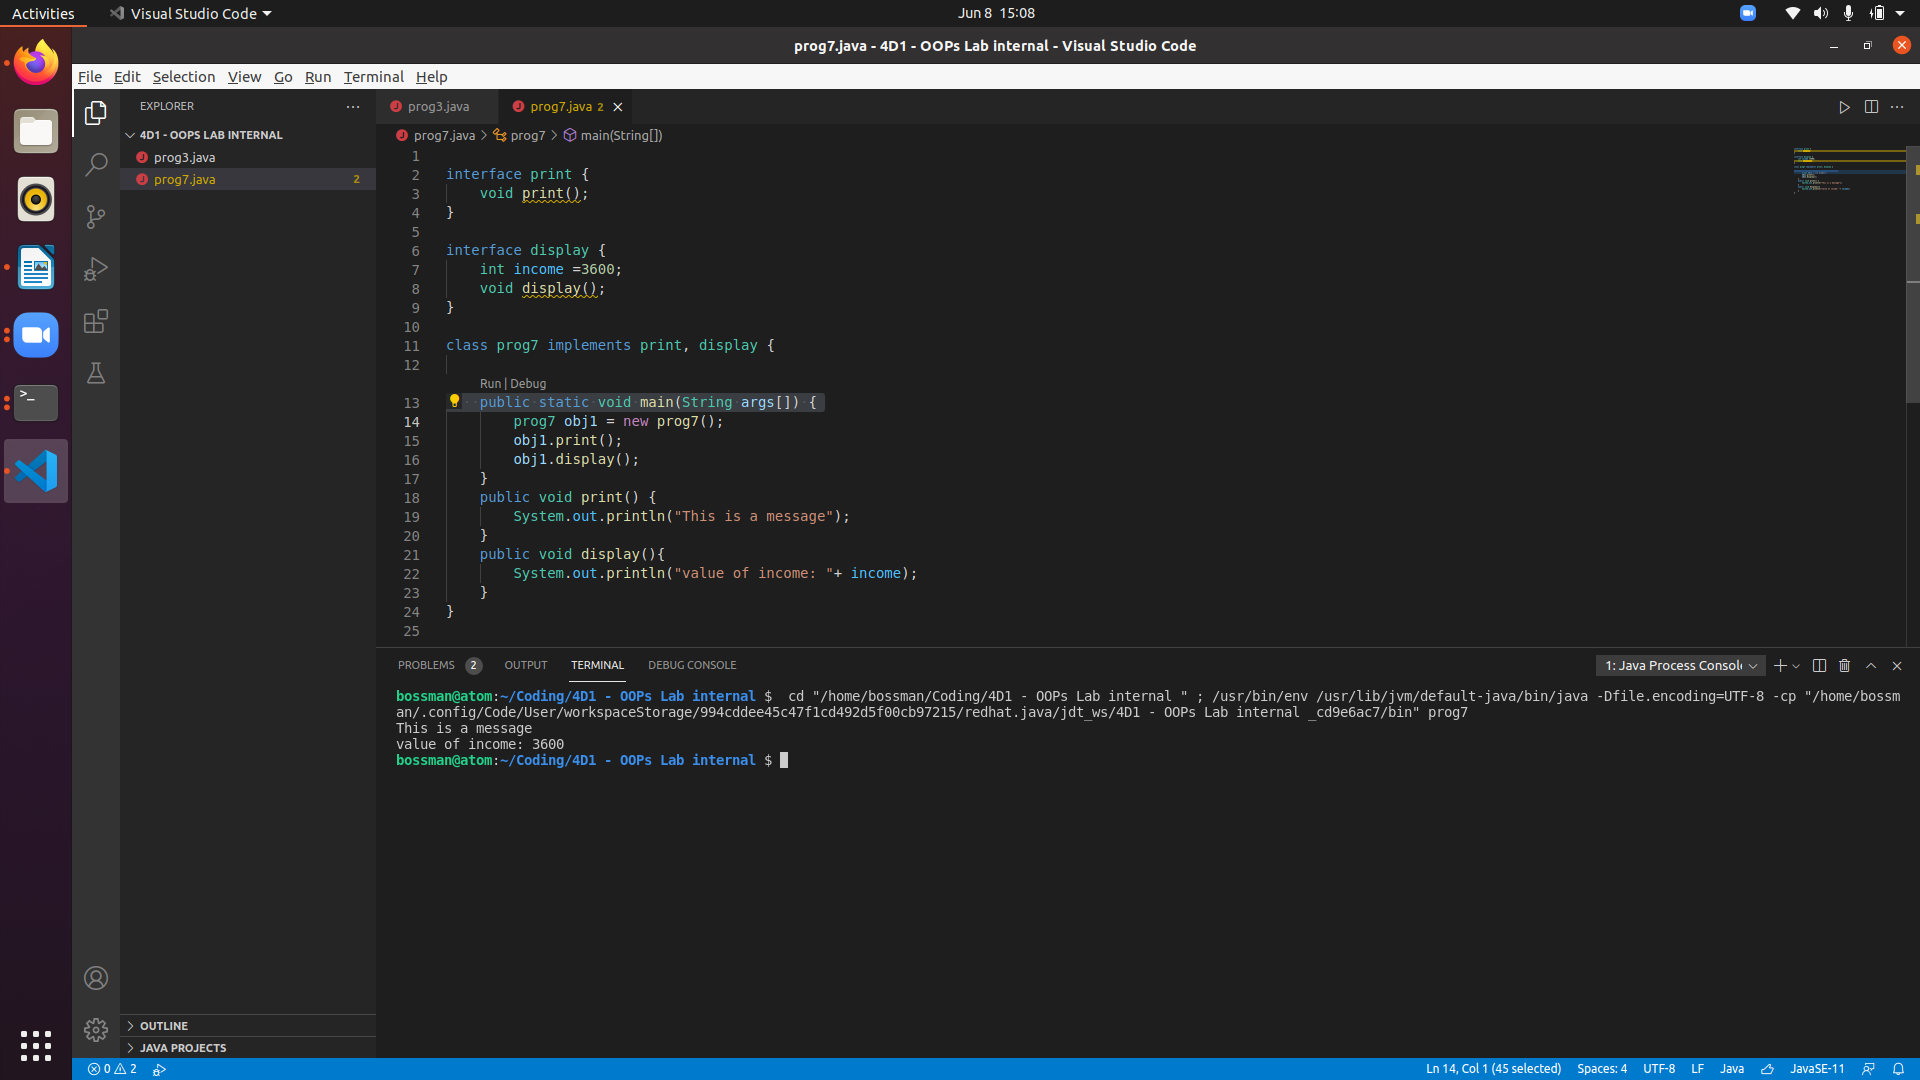 Activities
Visual Studio Code
Jun 8 15:08
prog7.java - 4D1 - OOPs Lab internal - Visual Studio Code
File Edit Selection View Go Run Terminal Help
EXPLORER
4D1 - OOPS LAB INTERNAL
prog3.java
prog7.java 2
OUTLINE
JAVA PROJECTS
prog3.java
prog7.java 2
prog7.java > prog7 > main(String[])
1
2 interface print {
3     void print();
4 }
5
6 interface display {
7     int income =3600;
8     void display();
9 }
10
11 class prog7 implements print, display {
12
Run | Debug
13     public static void main(String args[]) {
14         prog7 obj1 = new prog7();
15         obj1.print();
16         obj1.display();
17     }
18     public void print() {
19         System.out.println("This is a message");
20     }
21     public void display(){
22         System.out.println("value of income: "+ income);
23     }
24 }
25
PROBLEMS 2 OUTPUT TERMINAL DEBUG CONSOLE
1: Java Process Consol
bossman@atom:~/Coding/4D1 - OOPs Lab internal $  cd "/home/bossman/Coding/4D1 - OOPs Lab internal " ; /usr/bin/env /usr/lib/jvm/default-java/bin/java -Dfile.encoding=UTF-8 -cp "/home/bossm
an/.config/Code/User/workspaceStorage/994cddee45c47f1cd492d5f00cb97215/redhat.java/jdt_ws/4D1 - OOPs Lab internal _cd9e6ac7/bin" prog7
This is a message
value of income: 3600
bossman@atom:~/Coding/4D1 - OOPs Lab internal $
0 2
Ln 14, Col 1 (45 selected) Spaces: 4 UTF-8 LF Java JavaSE-11